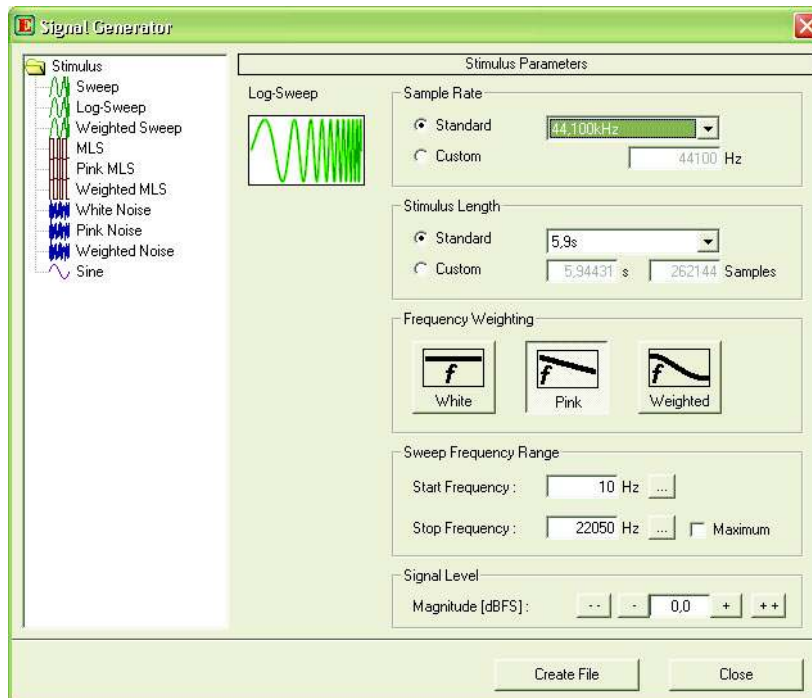 Signal Generator
Stimulus
Sweep
Log-Sweep
Weighted Sweep
MLS
Pink MLS
Weighted MLS
White Noise
Pink Noise
Weighted Noise
Sine
Stimulus Parameters
Log-Sweep
Sample Rate
Standard 44,100kHz
Custom 44100 Hz
Stimulus Length
Standard 5,9s
Custom 5,94431 s 262144 Samples
Frequency Weighting
f f f
White Pink Weighted
Sweep Frequency Range
Start Frequency : 10 Hz ...
Stop Frequency : 22050 Hz ... Maximum
Signal Level
Magnitude [dBFS] : -- - 0,0 + ++
Create File Close